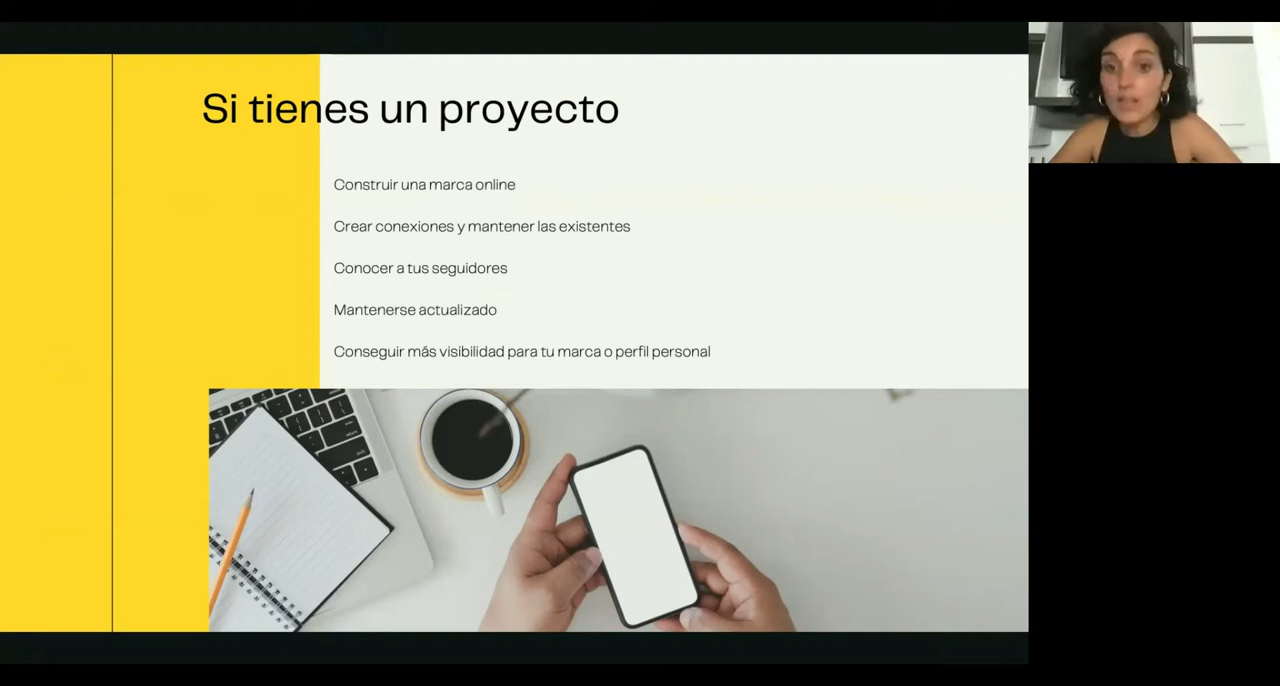 Si tienes un proyecto
Construir una marca online
Crear conexiones y mantener las existentes
Conocer a tus seguidores
Mantenerse actualizado
Conseguir más visibilidad para tu marca o perfil personal